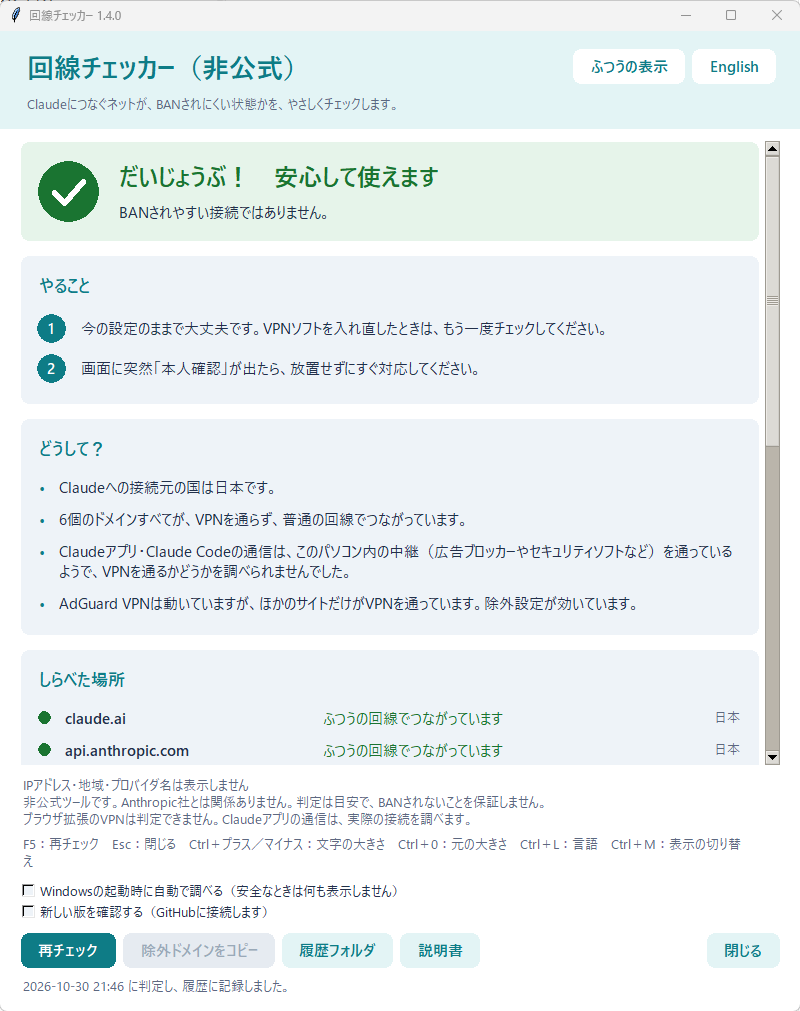 回線チェッカー 1.4.0
回線チェッカー（非公式）
ふつうの表示
English
Claudeにつなぐネットが、BANされにくい状態かを、やさしくチェックします。
だいじょうぶ！　安心して使えます
BANされやすい接続ではありません。
やること
1 今の設定のままで大丈夫です。VPNソフトを入れ直したときは、もう一度チェックしてください。
2 画面に突然「本人確認」が出たら、放置せずにすぐ対応してください。
どうして？
• Claudeへの接続元の国は日本です。
• 6個のドメインすべてが、VPNを通らず、普通の回線でつながっています。
• Claudeアプリ・Claude Codeの通信は、このパソコン内の中継（広告ブロッカーやセキュリティソフトなど）を通っている
ようで、VPNを通るかどうかを調べられませんでした。
• AdGuard VPNは動いていますが、ほかのサイトだけがVPNを通っています。除外設定が効いています。
しらべた場所
claude.ai ふつうの回線でつながっています 日本
api.anthropic.com ふつうの回線でつながっています 日本
IPアドレス・地域・プロバイダ名は表示しません
非公式ツールです。Anthropic社とは関係ありません。判定は目安で、BANされないことを保証しません。
ブラウザ拡張のVPNは判定できません。Claudeアプリの通信は、実際の接続を調べます。
F5：再チェック　Esc：閉じる　Ctrl＋プラス／マイナス：文字の大きさ　Ctrl＋0：元の大きさ　Ctrl＋L：言語　Ctrl＋M：表示の切り替
え
Windowsの起動時に自動で調べる（安全なときは何も表示しません）
新しい版を確認する（GitHubに接続します）
再チェック
除外ドメインをコピー
履歴フォルダ
説明書
閉じる
2026-10-30 21:46 に判定し、履歴に記録しました。